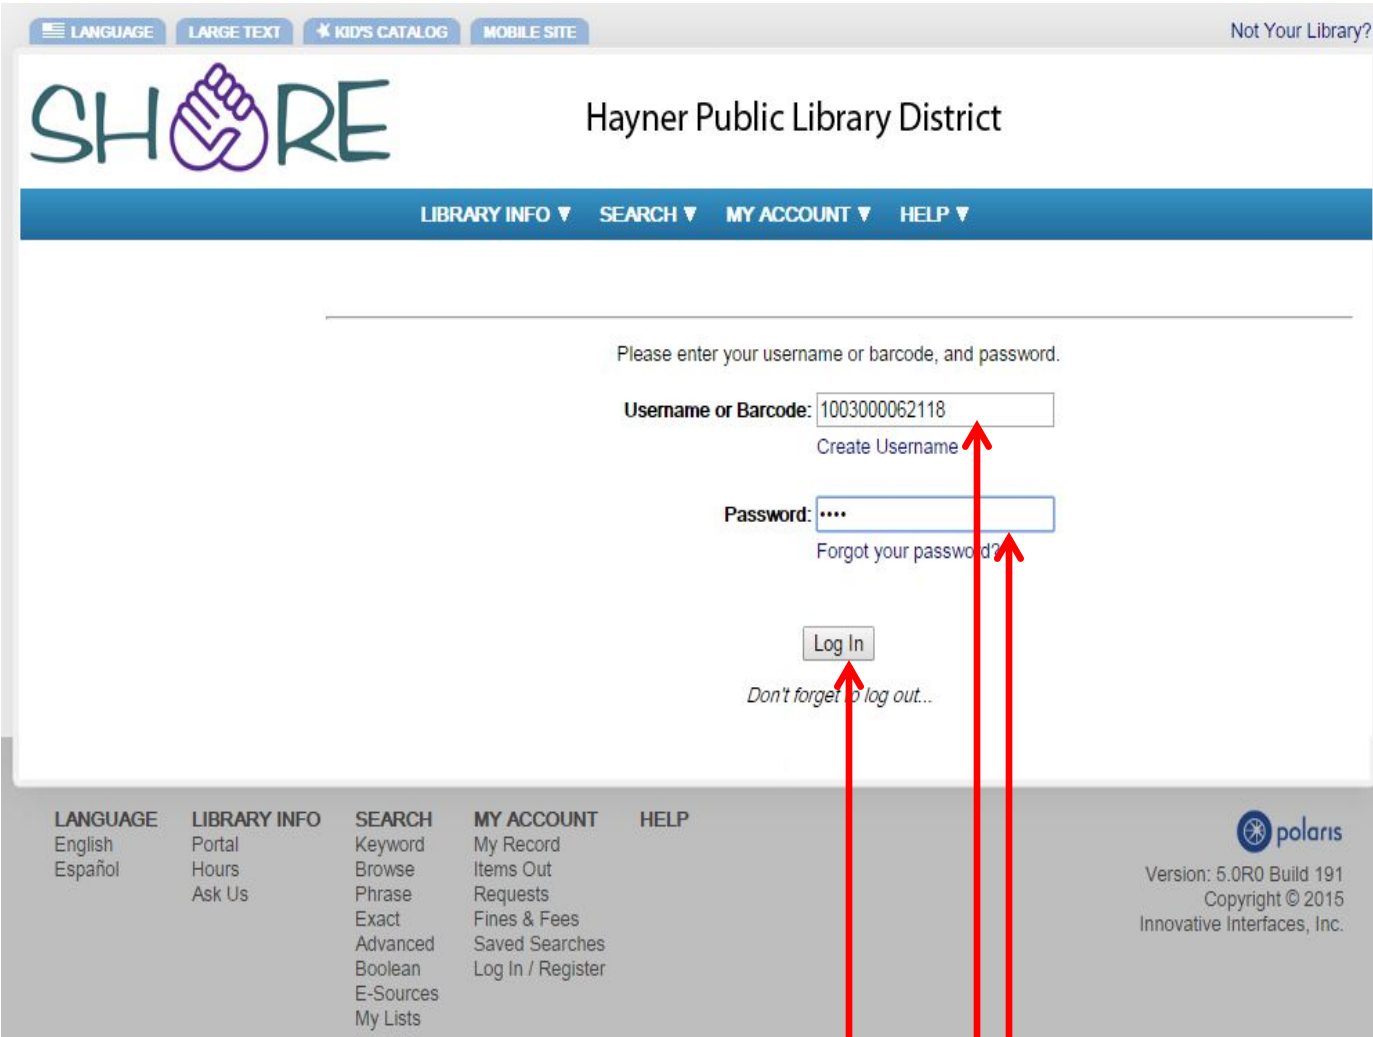 LANGUAGE LARGE TEXT KID'S CATALOG MOBILE SITE Not Your Library?
SHARE
Hayner Public Library District
LIBRARY INFO ▼ SEARCH ▼ MY ACCOUNT ▼ HELP ▼
Please enter your username or barcode, and password.
Username or Barcode: 1003000062118
Create Username
Password: ••••
Forgot your password?
Log In
Don't forget to log out...
LANGUAGE
English
Español
LIBRARY INFO
Portal
Hours
Ask Us
SEARCH
Keyword
Browse
Phrase
Exact
Advanced
Boolean
E-Sources
My Lists
MY ACCOUNT
My Record
Items Out
Requests
Fines & Fees
Saved Searches
Log In / Register
HELP
polaris
Version: 5.0R0 Build 191
Copyright © 2015
Innovative Interfaces, Inc.